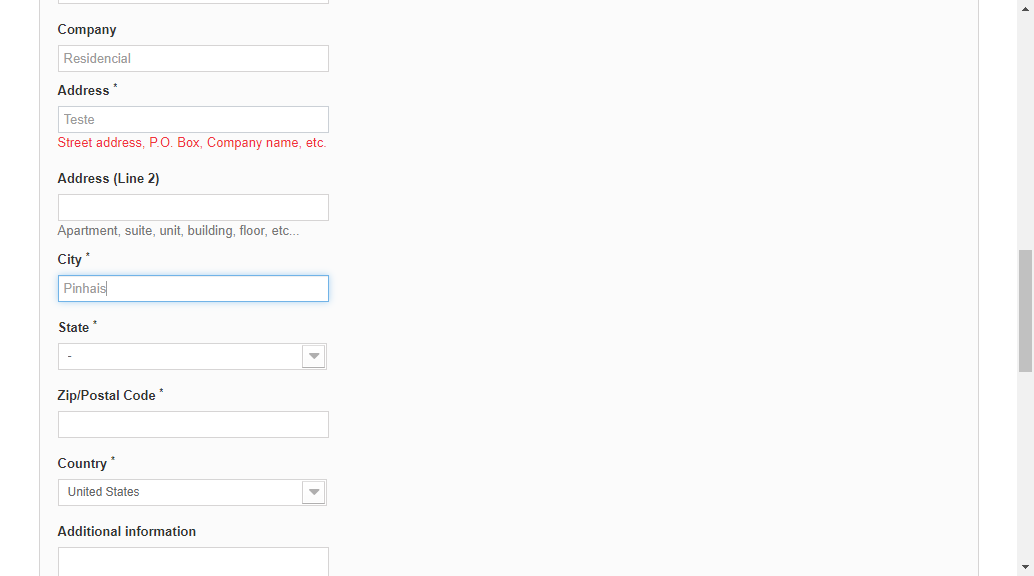 Company
Residencial
Address *
Teste
Street address, P.O. Box, Company name, etc.
Address (Line 2)
Apartment, suite, unit, building, floor, etc...
City *
Pinhais
State *
-
Zip/Postal Code *
Country *
United States
Additional information